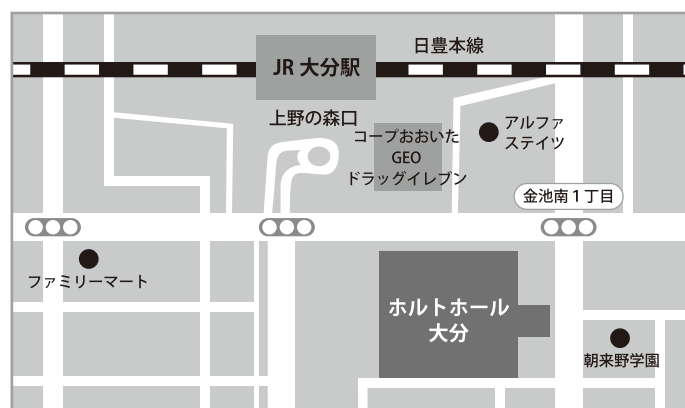 日豊本線
JR 大分駅
上野の森口
コープおおいた
GEO
ドラッグイレブン
アルファ
ステイツ
金池南１丁目
ファミリーマート
ホルトホール
大分
朝来野学園